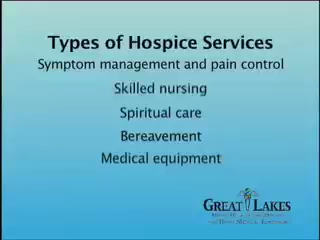 Types of Hospice Services
Symptom management and pain control
Skilled nursing
Spiritual care
Bereavement
Medical equipment
GREAT LAKES